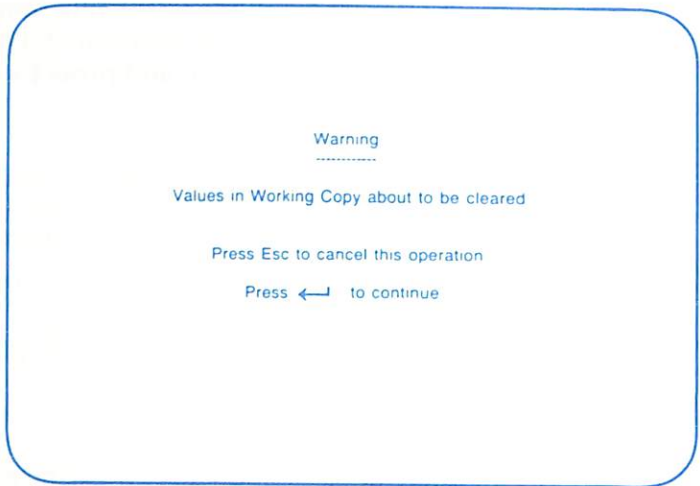 Warning
------------
Values in Working Copy about to be cleared
Press Esc to cancel this operation
Press ←┘ to continue